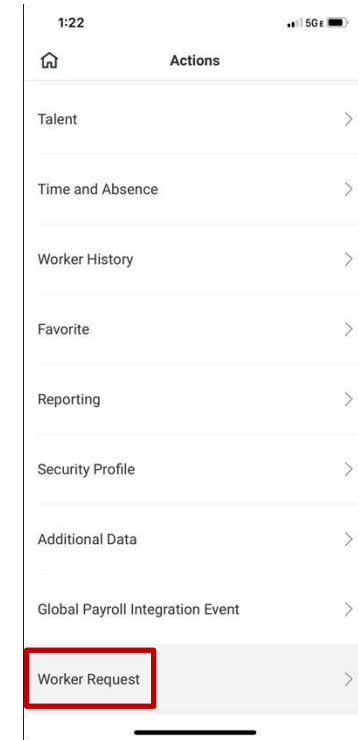 1:22 5G E
Actions
Talent
Time and Absence
Worker History
Favorite
Reporting
Security Profile
Additional Data
Global Payroll Integration Event
Worker Request